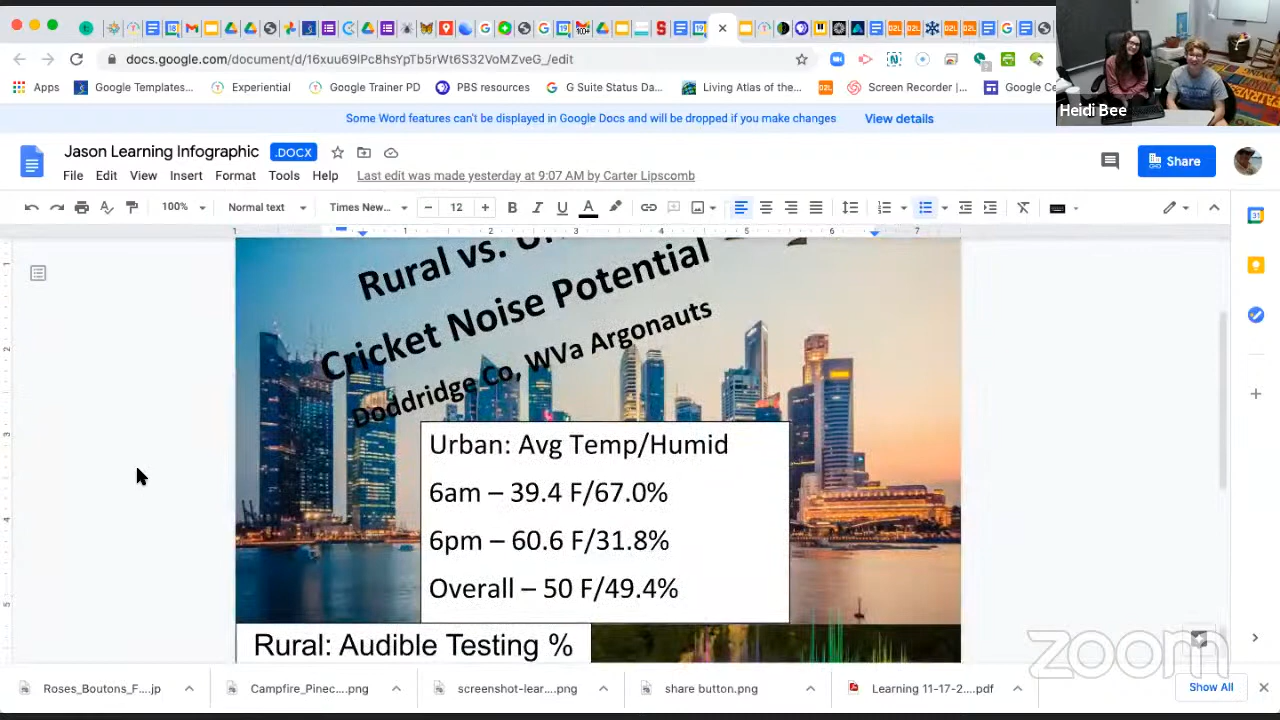 docs.google.com/document/d/16xuu69lPc8hsYpTb5rWt6S32VoMZveG_/edit
Apps
Google Templates...
Experiential
Google Trainer PD
PBS resources
G Suite Status Da...
Living Atlas of the...
Screen Recorder |...
Google Ce
Heidi Bee
Some Word features can't be displayed in Google Docs and will be dropped if you make changes
View details
Jason Learning Infographic
.DOCX
File Edit View Insert Format Tools Help
Last edit was made yesterday at 9:07 AM by Carter Lipscomb
Share
100%
Normal text
Times New...
12
Rural vs.
Cricket Noise Potential
Doddridge Co, WVa Argonauts
Urban: Avg Temp/Humid
6am – 39.4 F/67.0%
6pm – 60.6 F/31.8%
Overall – 50 F/49.4%
Rural: Audible Testing %
zoom
Roses_Boutons_F....jp
Campfire_Pinec....png
screenshot-lear....png
share button.png
Learning 11-17-2....pdf
Show All